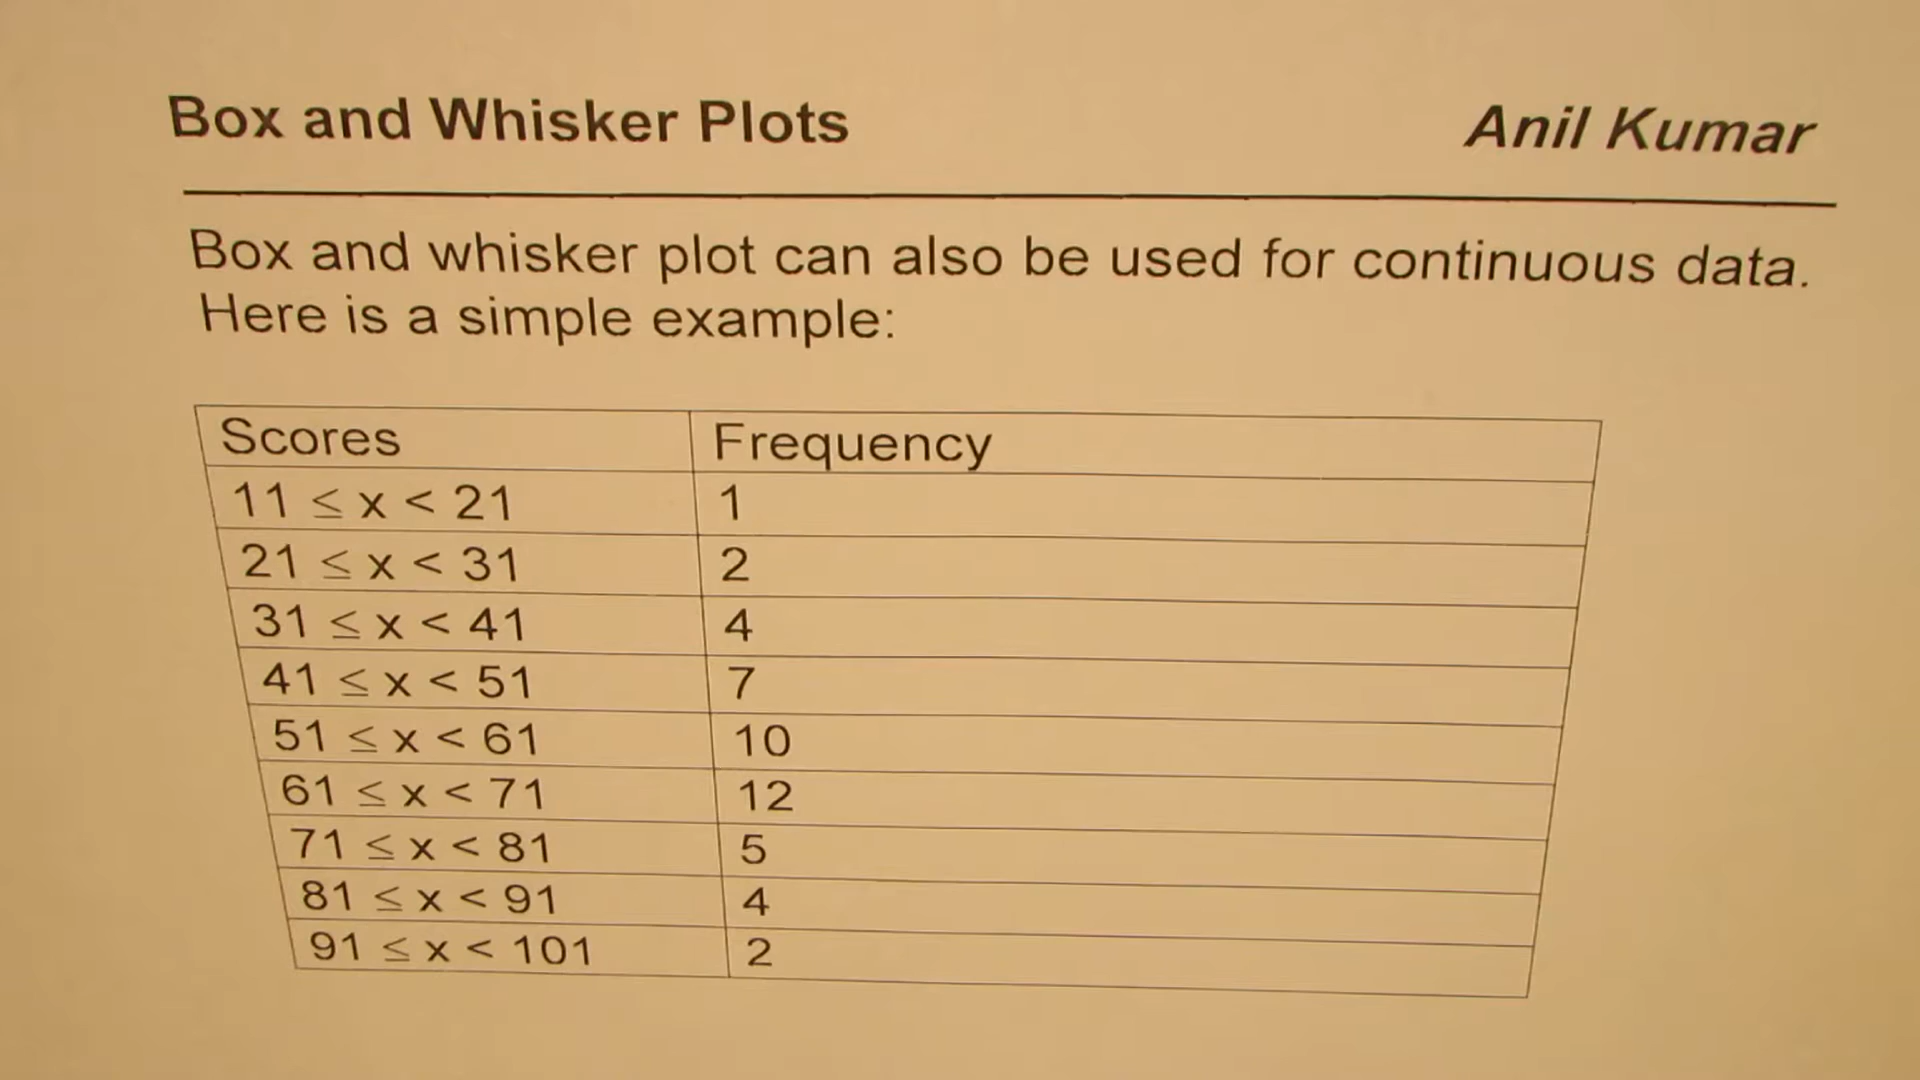 Box and Whisker Plots Anil Kumar
Box and whisker plot can also be used for continuous data.
Here is a simple example:
Scores Frequency
11 ≤ x < 21 1
21 ≤ x < 31 2
31 ≤ x < 41 4
41 ≤ x < 51 7
51 ≤ x < 61 10
61 ≤ x < 71 12
71 ≤ x < 81 5
81 ≤ x < 91 4
91 ≤ x < 101 2